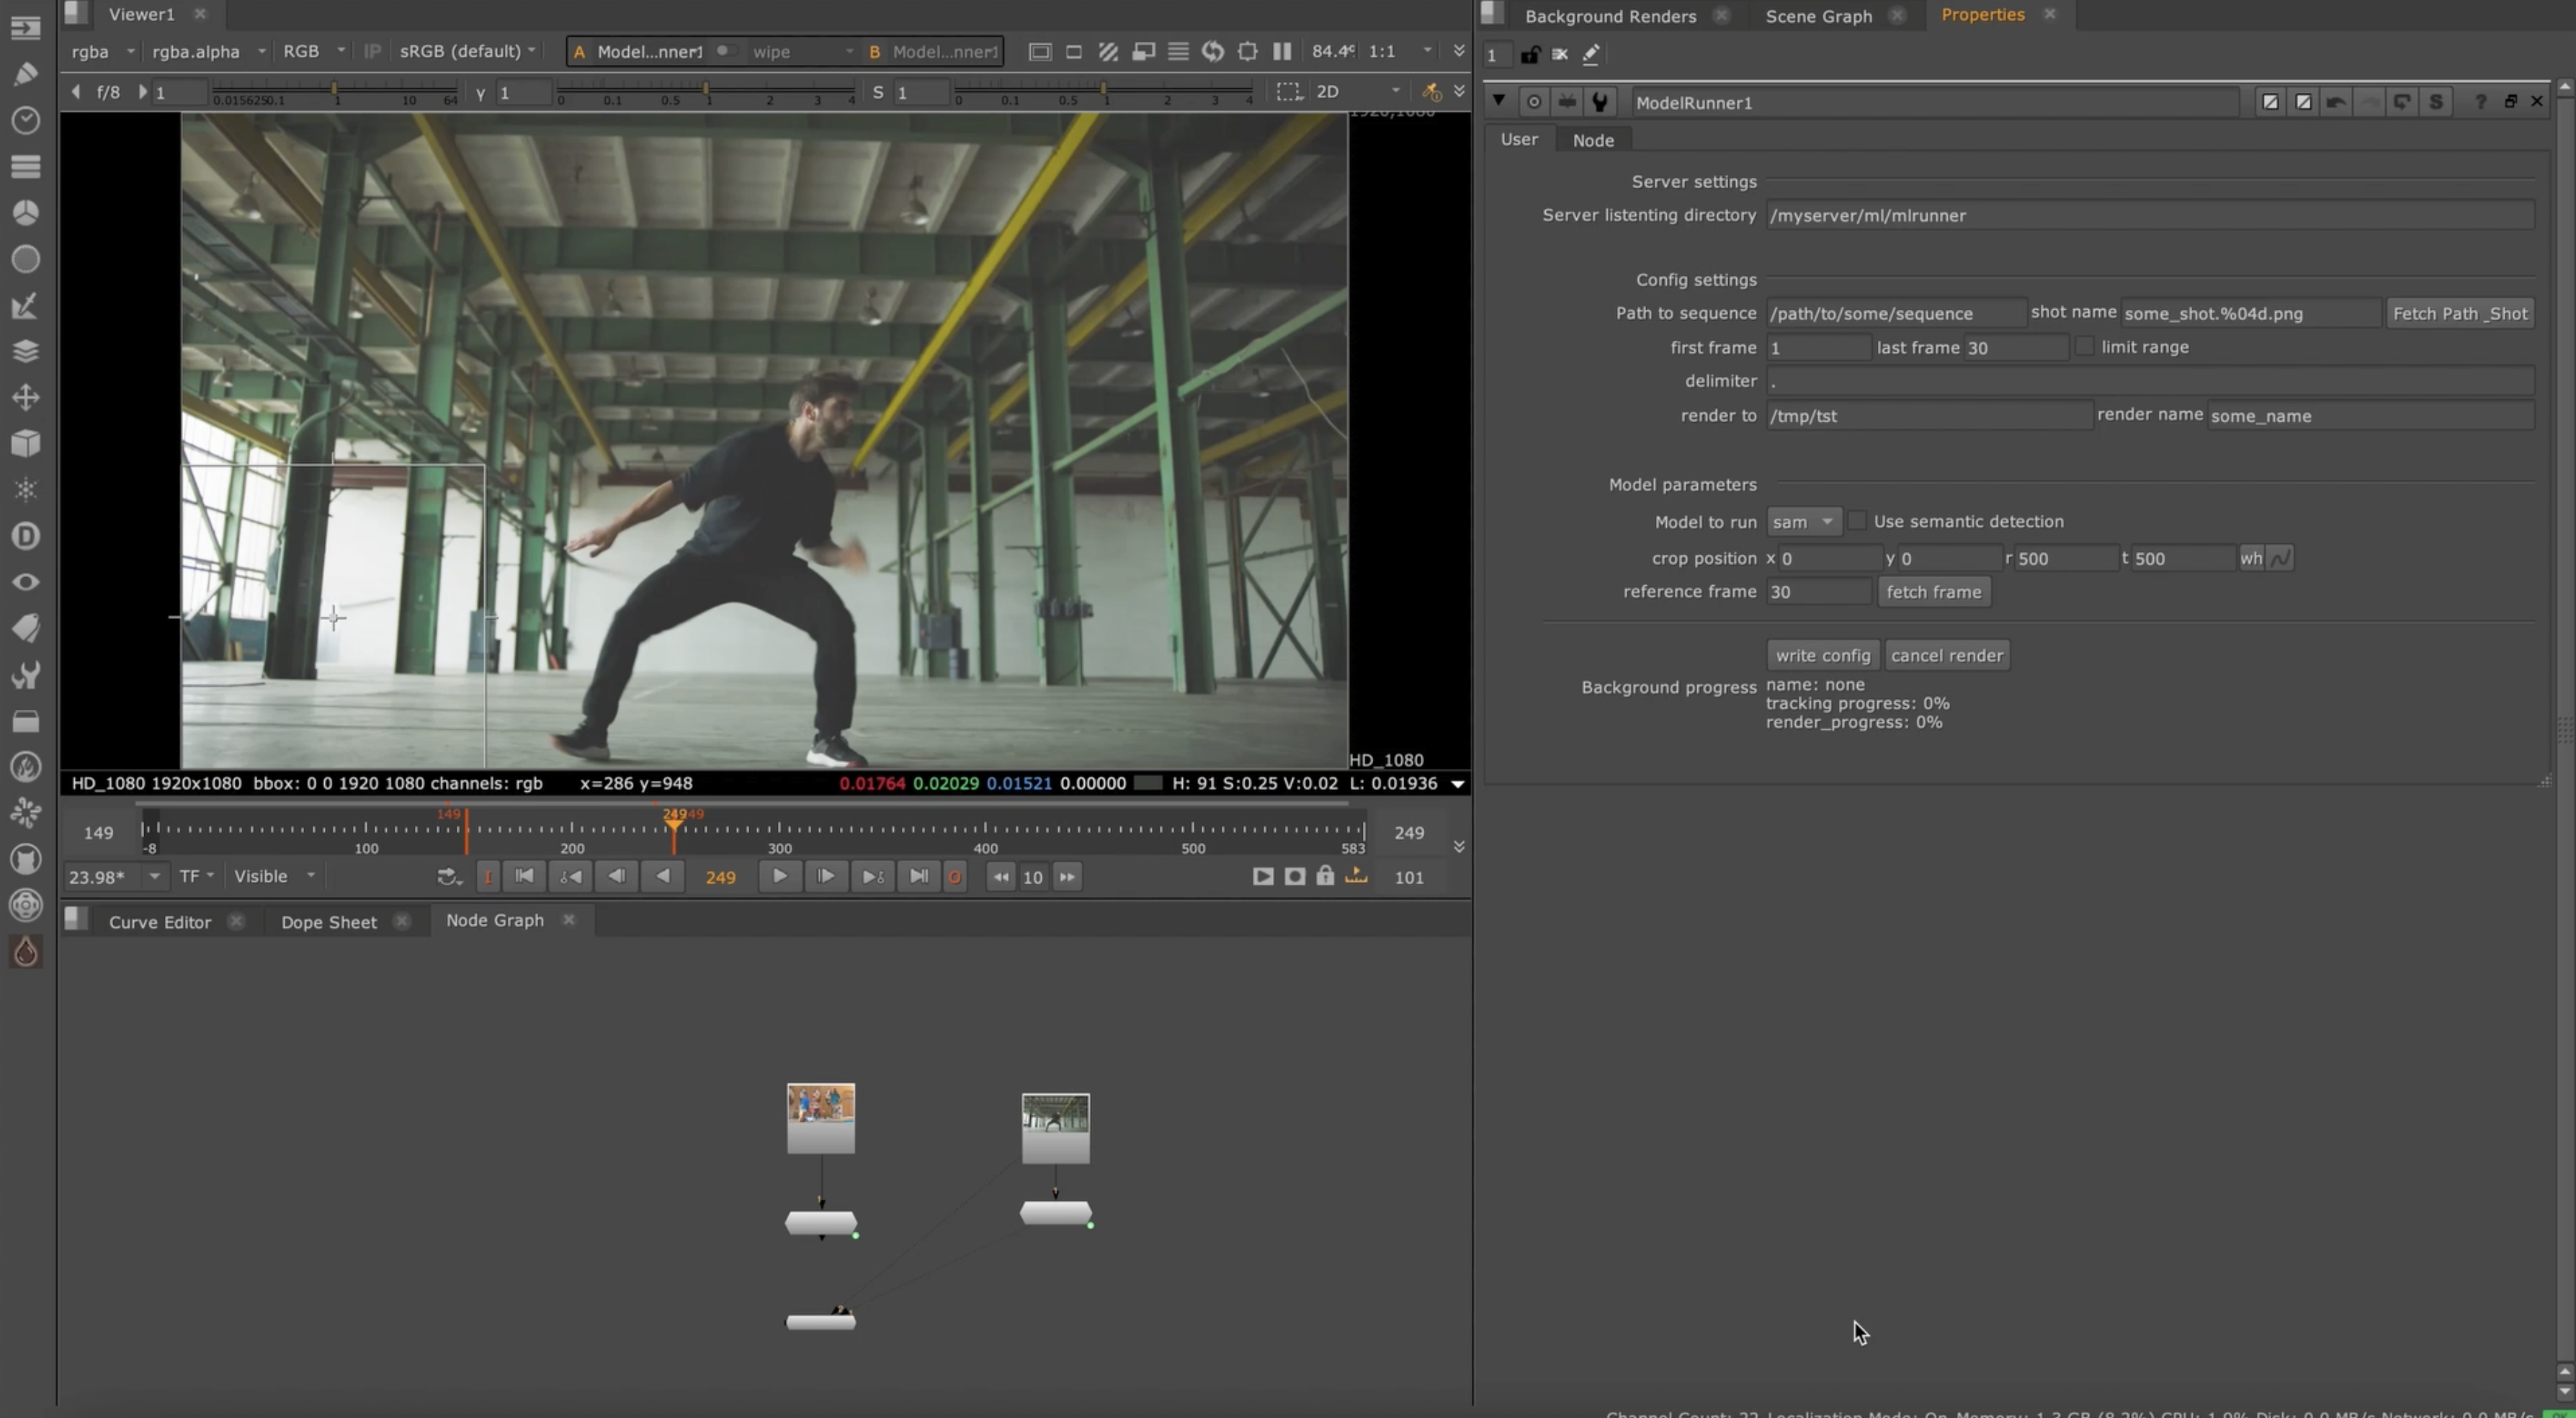 Viewer1
rgba rgba.alpha RGB IP sRGB (default) A Model...nner1 wipe B Model...nner1 1:1
f/8 1 0.015625 0.1 1 10 64 γ 1 0 0.1 0.5 1 2 3 4 S 1 0 0.1 0.5 1 2 3 4 2D
HD_1080
HD_1080 1920x1080 bbox: 0 0 1920 1080 channels: rgb x=286 y=948 0.01764 0.02029 0.01521 0.00000 H: 91 S:0.25 V:0.02 L: 0.01936
149 249
149 249
-8 100 200 300 400 500 583
23.98* TF Visible I 249 O 10 101
Curve Editor Dope Sheet Node Graph
Background Renders Scene Graph Properties
1
ModelRunner1 S ?
User Node
Server settings
Server listenting directory /myserver/ml/mlrunner
Config settings
Path to sequence /path/to/some/sequence shot name some_shot.%04d.png Fetch Path _Shot
first frame 1 last frame 30 limit range
delimiter .
render to /tmp/tst render name some_name
Model parameters
Model to run sam Use semantic detection
crop position x 0 y 0 r 500 t 500 wh
reference frame 30 fetch frame
write config cancel render
Background progress name: none
tracking progress: 0%
render_progress: 0%